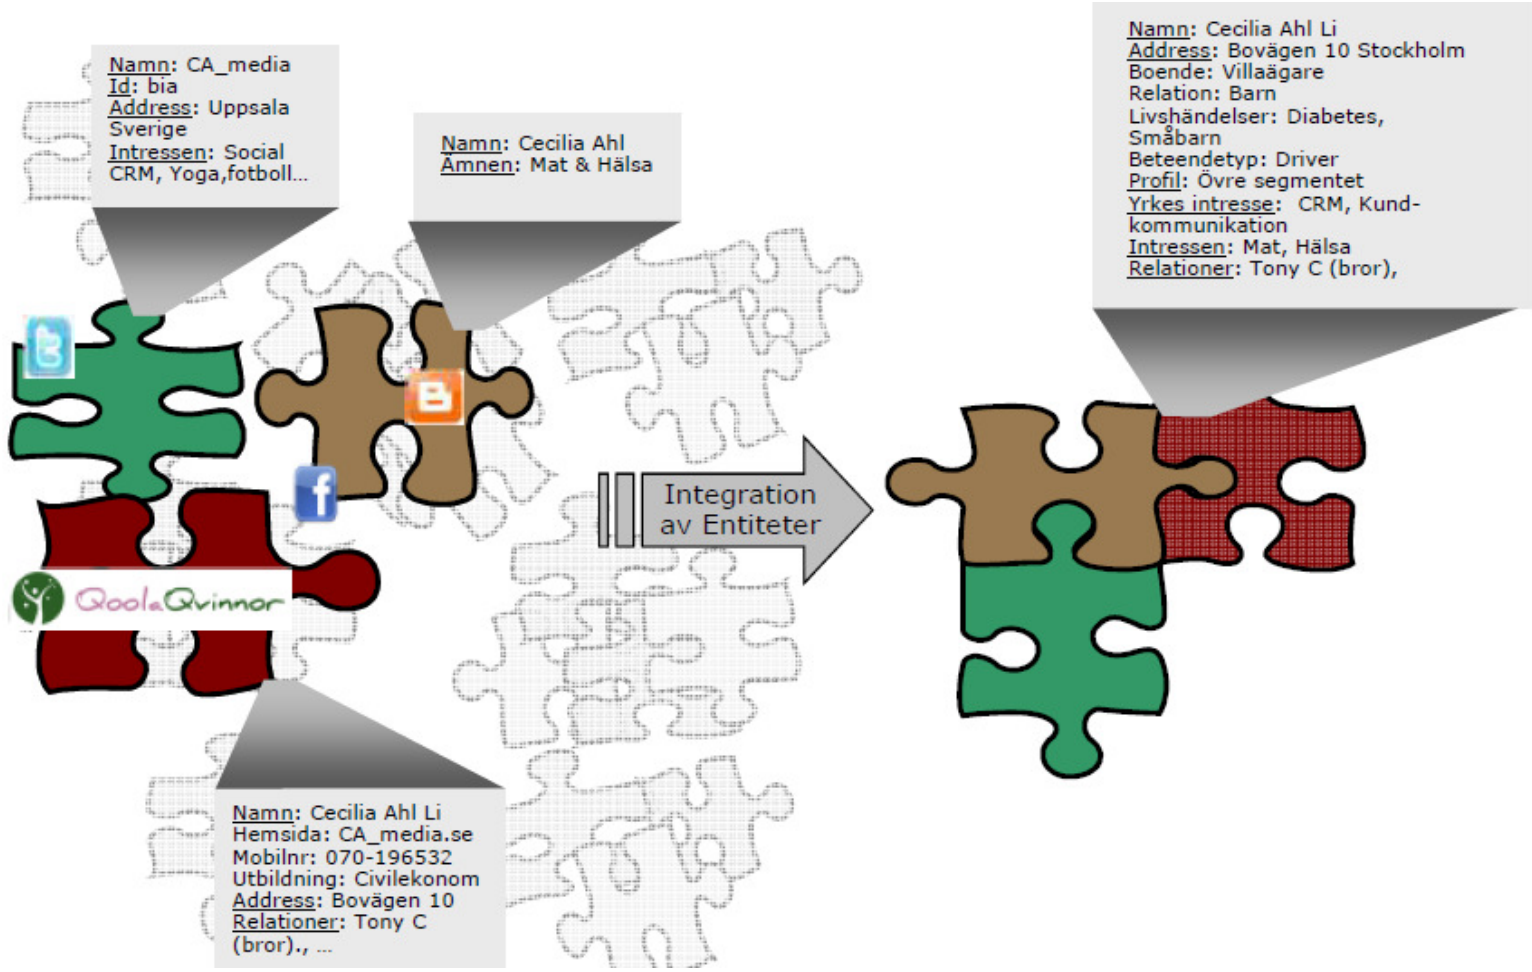 Namn: CA_media
Id: bia
Address: Uppsala
Sverige
Intressen: Social
CRM, Yoga,fotboll...
Namn: Cecilia Ahl
Ämnen: Mat & Hälsa
Namn: Cecilia Ahl Li
Address: Bovägen 10 Stockholm
Boende: Villaägare
Relation: Barn
Livshändelser: Diabetes,
Småbarn
Beteendetyp: Driver
Profil: Övre segmentet
Yrkes intresse:  CRM, Kund-
kommunikation
Intressen: Mat, Hälsa
Relationer: Tony C (bror),
t
B
f
Integration
av Entiteter
QoolaQvinnor
Namn: Cecilia Ahl Li
Hemsida: CA_media.se
Mobilnr: 070-196532
Utbildning: Civilekonom
Address: Bovägen 10
Relationer: Tony C
(bror)., ...